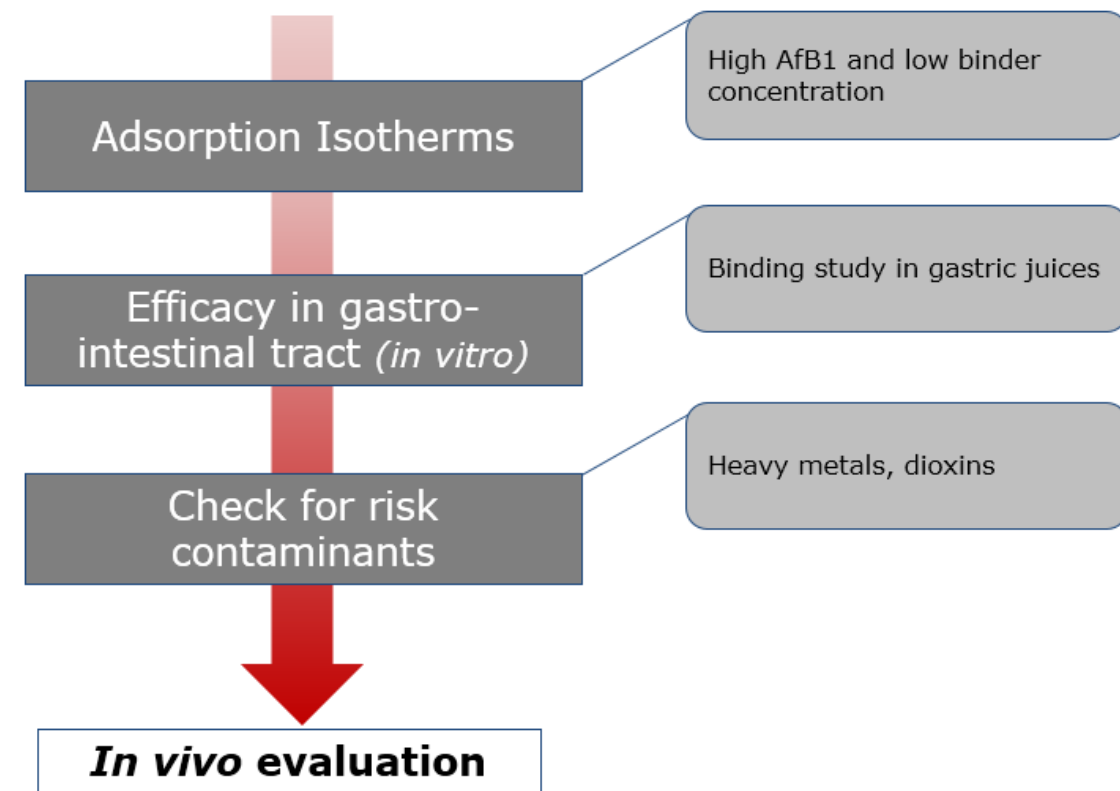 Adsorption Isotherms
High AfB1 and low binder
concentration
Efficacy in gastro-
intestinal tract (in vitro)
Binding study in gastric juices
Check for risk
contaminants
Heavy metals, dioxins
In vivo evaluation